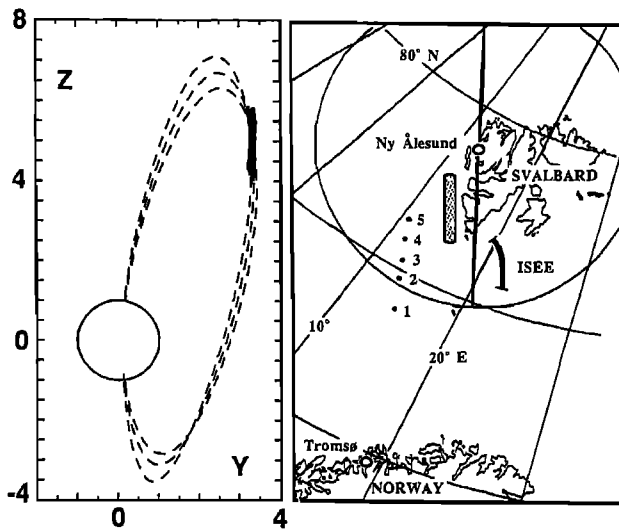 8
Z
4
0
Y
-4
0
4
80° N
Ny Ålesund
SVALBARD
5
4
3
2
1
ISEE
10°
20° E
Tromsø
NORWAY